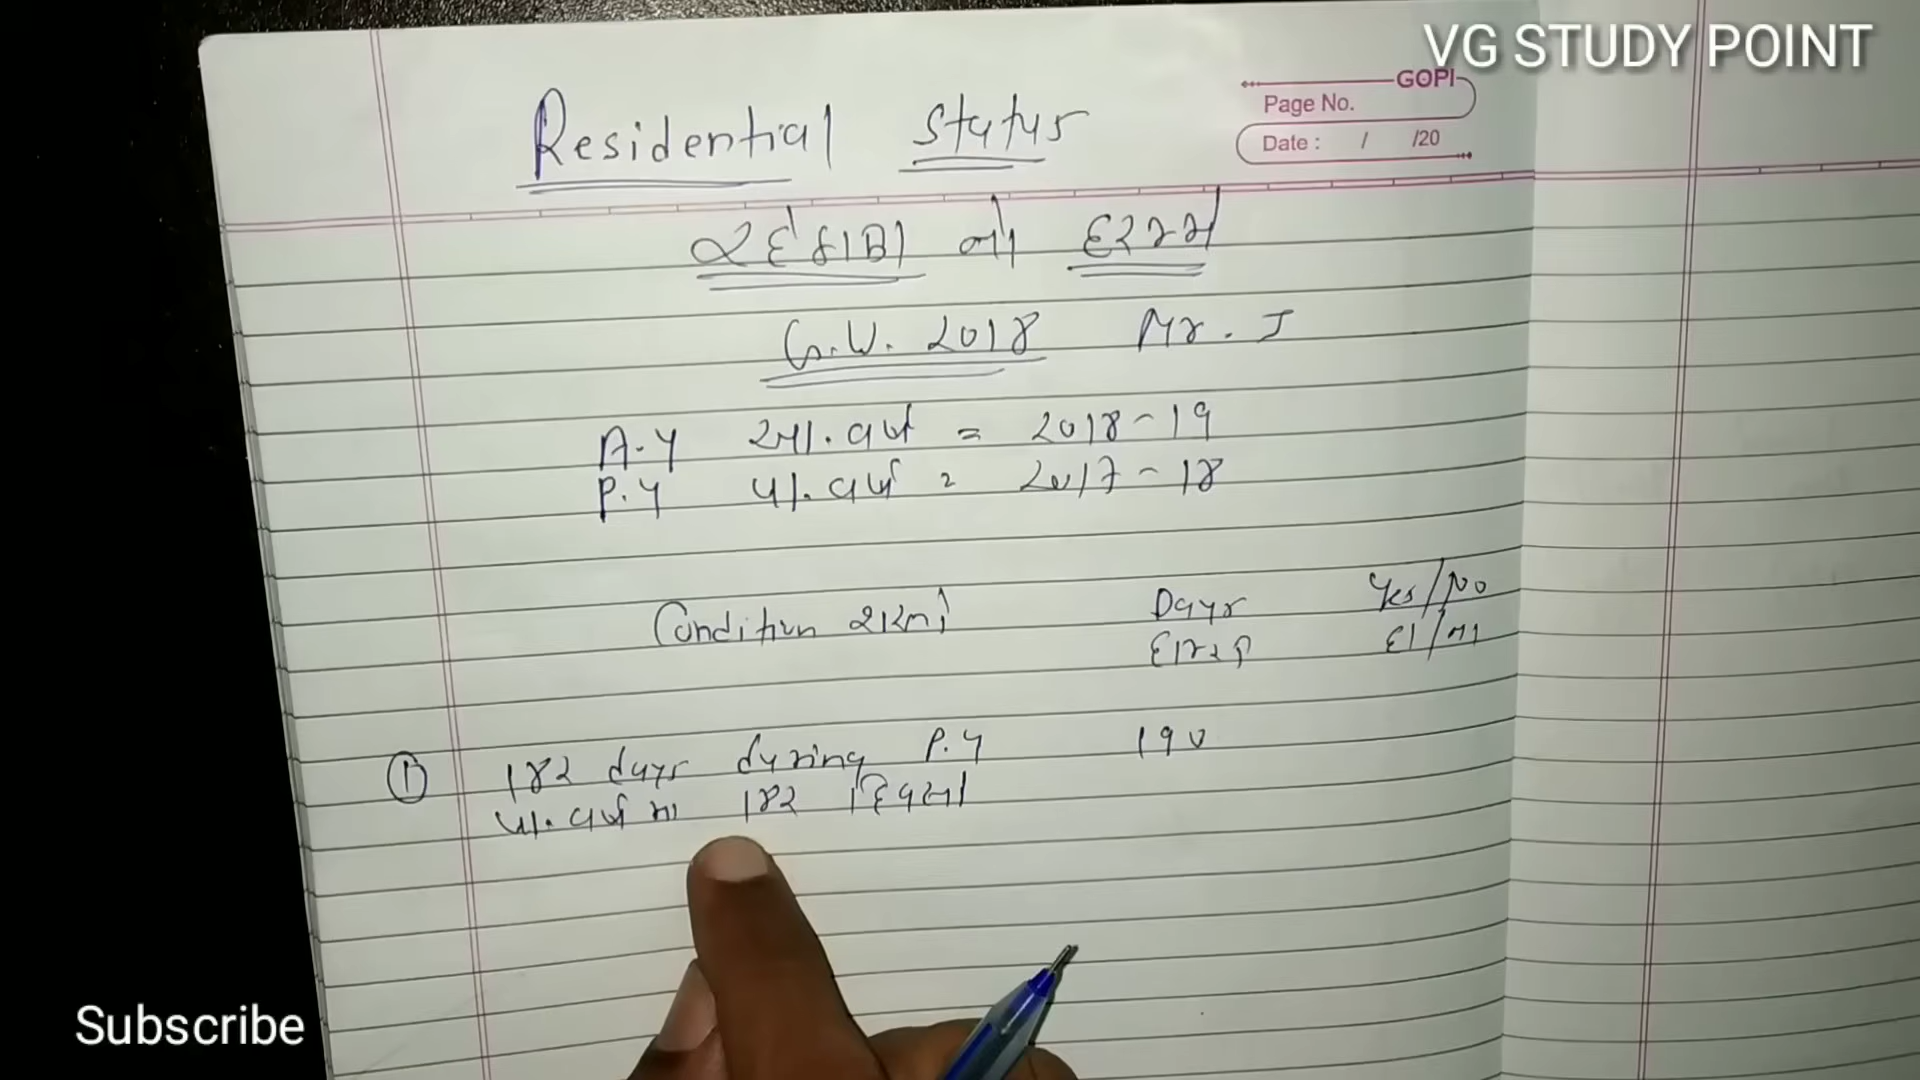 VG STUDY POINT
GOPI
Page No.
Date : / /20
Residential Status
રહેઠાણનો દરજ્જો
G.U. 2018 Mr. J
A.Y આ.વર્ષ = 2018-19
P.Y પા.વર્ષ = 2017-18
Condition શરતો Days Yes/No
દિવસ હા/ના
① 182 days during P.Y 190
પા.વર્ષ માં 182 દિવસ
Subscribe